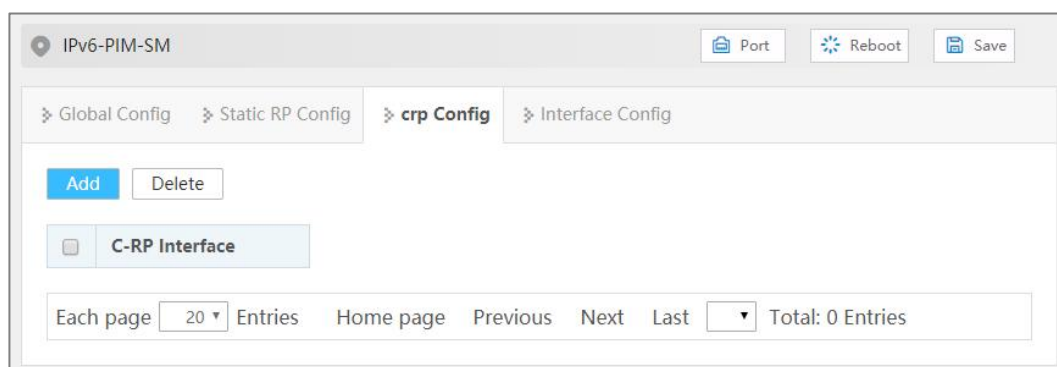 IPv6-PIM-SM Port Reboot Save
Global Config Static RP Config crp Config Interface Config
Add Delete
C-RP Interface
Each page 20 Entries Home page Previous Next Last Total: 0 Entries